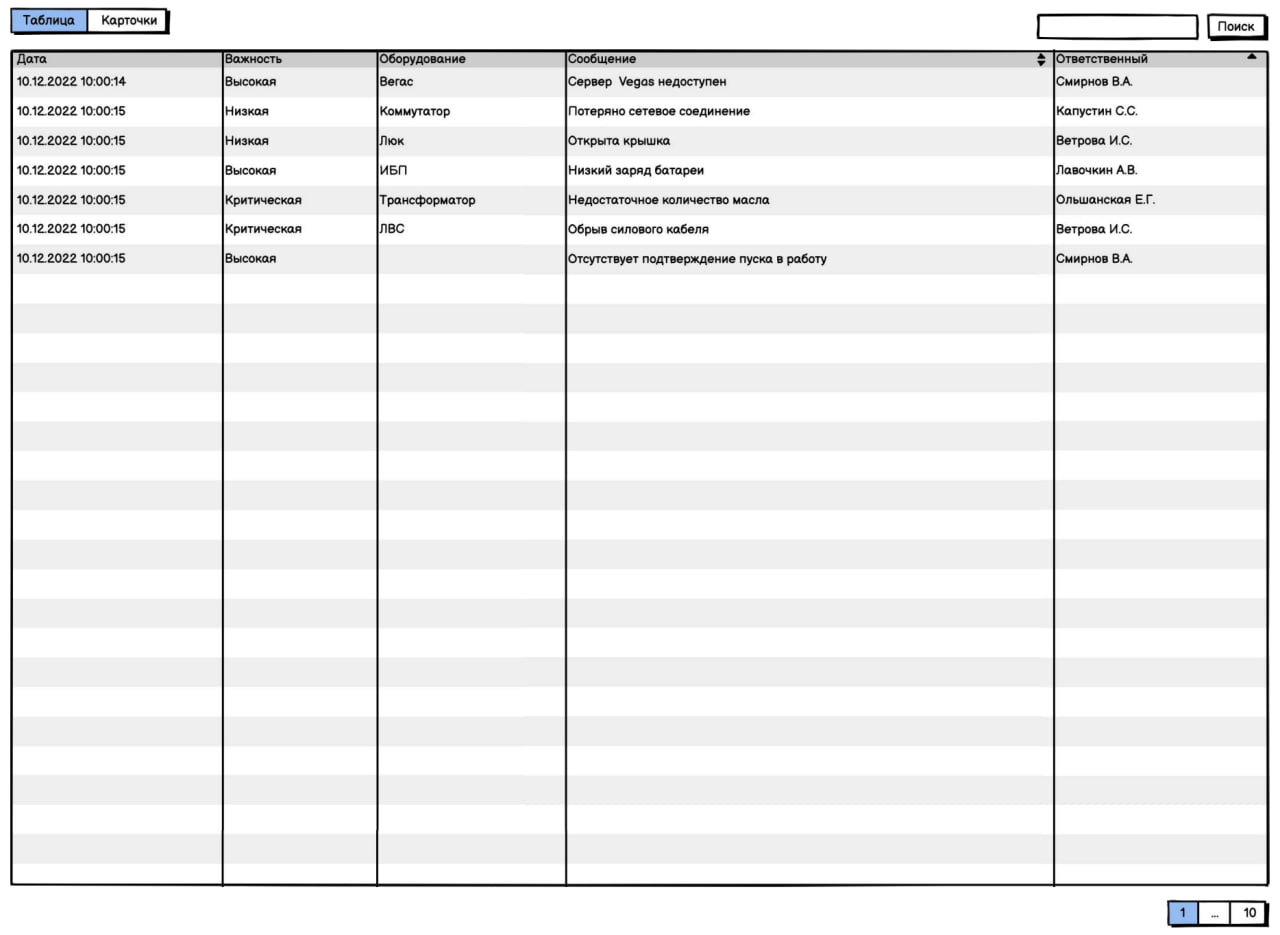 Таблица Карточки
Поиск
Дата Важность Оборудование Сообщение Ответственный
10.12.2022 10:00:14 Высокая Вегас Сервер Vegas недоступен Смирнов В.А.
10.12.2022 10:00:15 Низкая Коммутатор Потеряно сетевое соединение Капустин С.С.
10.12.2022 10:00:15 Низкая Люк Открыта крышка Ветрова И.С.
10.12.2022 10:00:15 Высокая ИБП Низкий заряд батареи Лавочкин А.В.
10.12.2022 10:00:15 Критическая Трансформатор Недостаточное количество масла Ольшанская Е.Г.
10.12.2022 10:00:15 Критическая ЛВС Обрыв силового кабеля Ветрова И.С.
10.12.2022 10:00:15 Высокая Отсутствует подтверждение пуска в работу Смирнов В.А.
1 ... 10